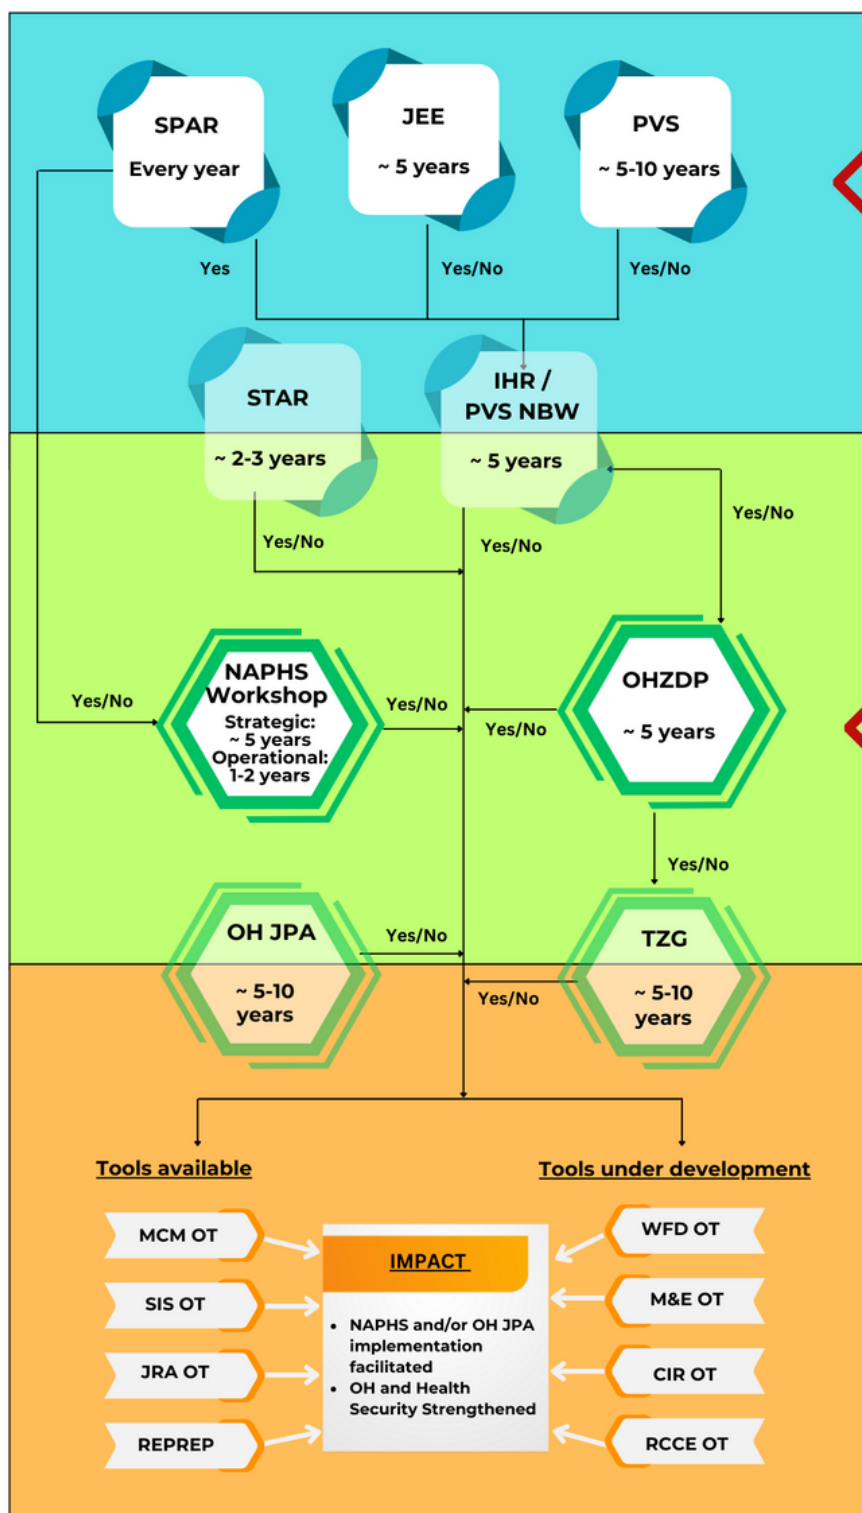 SPAR
Every year
JEE
~ 5 years
PVS
~ 5-10 years
Yes
Yes/No
Yes/No
STAR
~ 2-3 years
IHR /
PVS NBW
~ 5 years
Yes/No
Yes/No
Yes/No
NAPHS
Workshop
Strategic:
~ 5 years
Operational:
1-2 years
Yes/No
Yes/No
Yes/No
OHZDP
~ 5 years
Yes/No
OH JPA
~ 5-10
years
Yes/No
Yes/No
TZG
~ 5-10
years
Tools available
Tools under development
MCM OT
SIS OT
JRA OT
REPREP
IMPACT
• NAPHS and/or OH JPA
implementation
facilitated
• OH and Health
Security Strengthened
WFD OT
M&E OT
CIR OT
RCCE OT